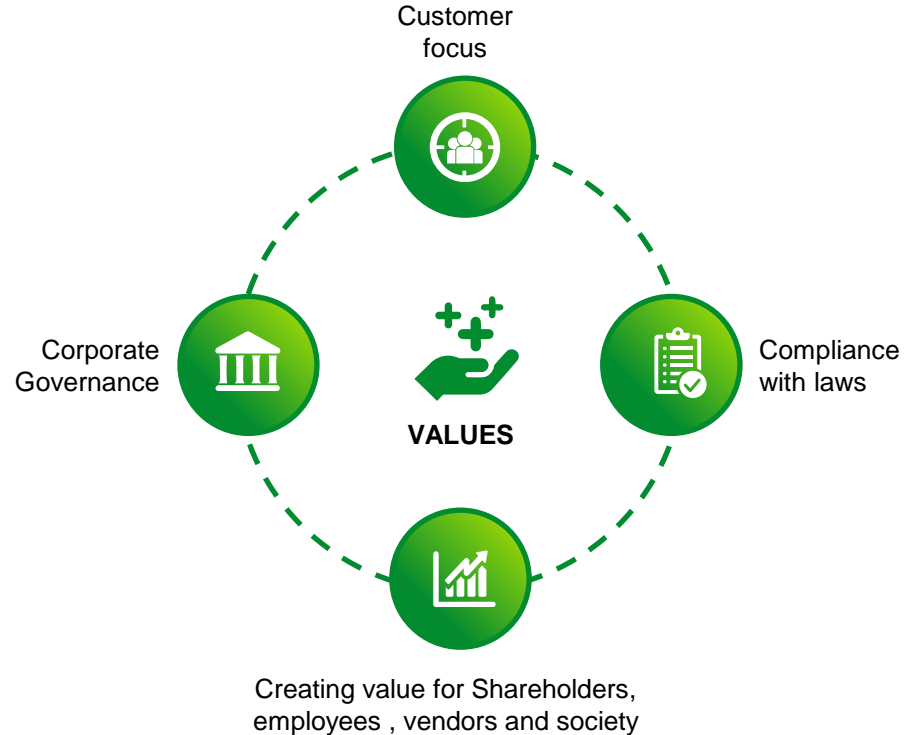 Customer
focus
Corporate
Governance
Compliance
with laws
VALUES
Creating value for Shareholders,
employees , vendors and society